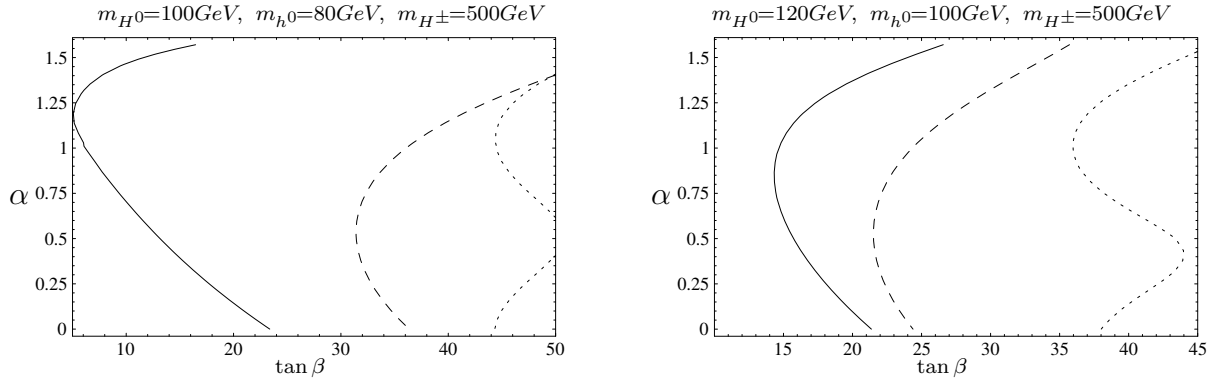 m_{H^0}=100GeV, m_{h^0}=80GeV, m_{H^±}=500GeV
1.5
1.25
1
α 0.75
0.5
0.25
0
10 20 30 40 50
tan β
m_{H^0}=120GeV, m_{h^0}=100GeV, m_{H^±}=500GeV
1.5
1.25
1
α 0.75
0.5
0.25
0
15 20 25 30 35 40 45
tan β